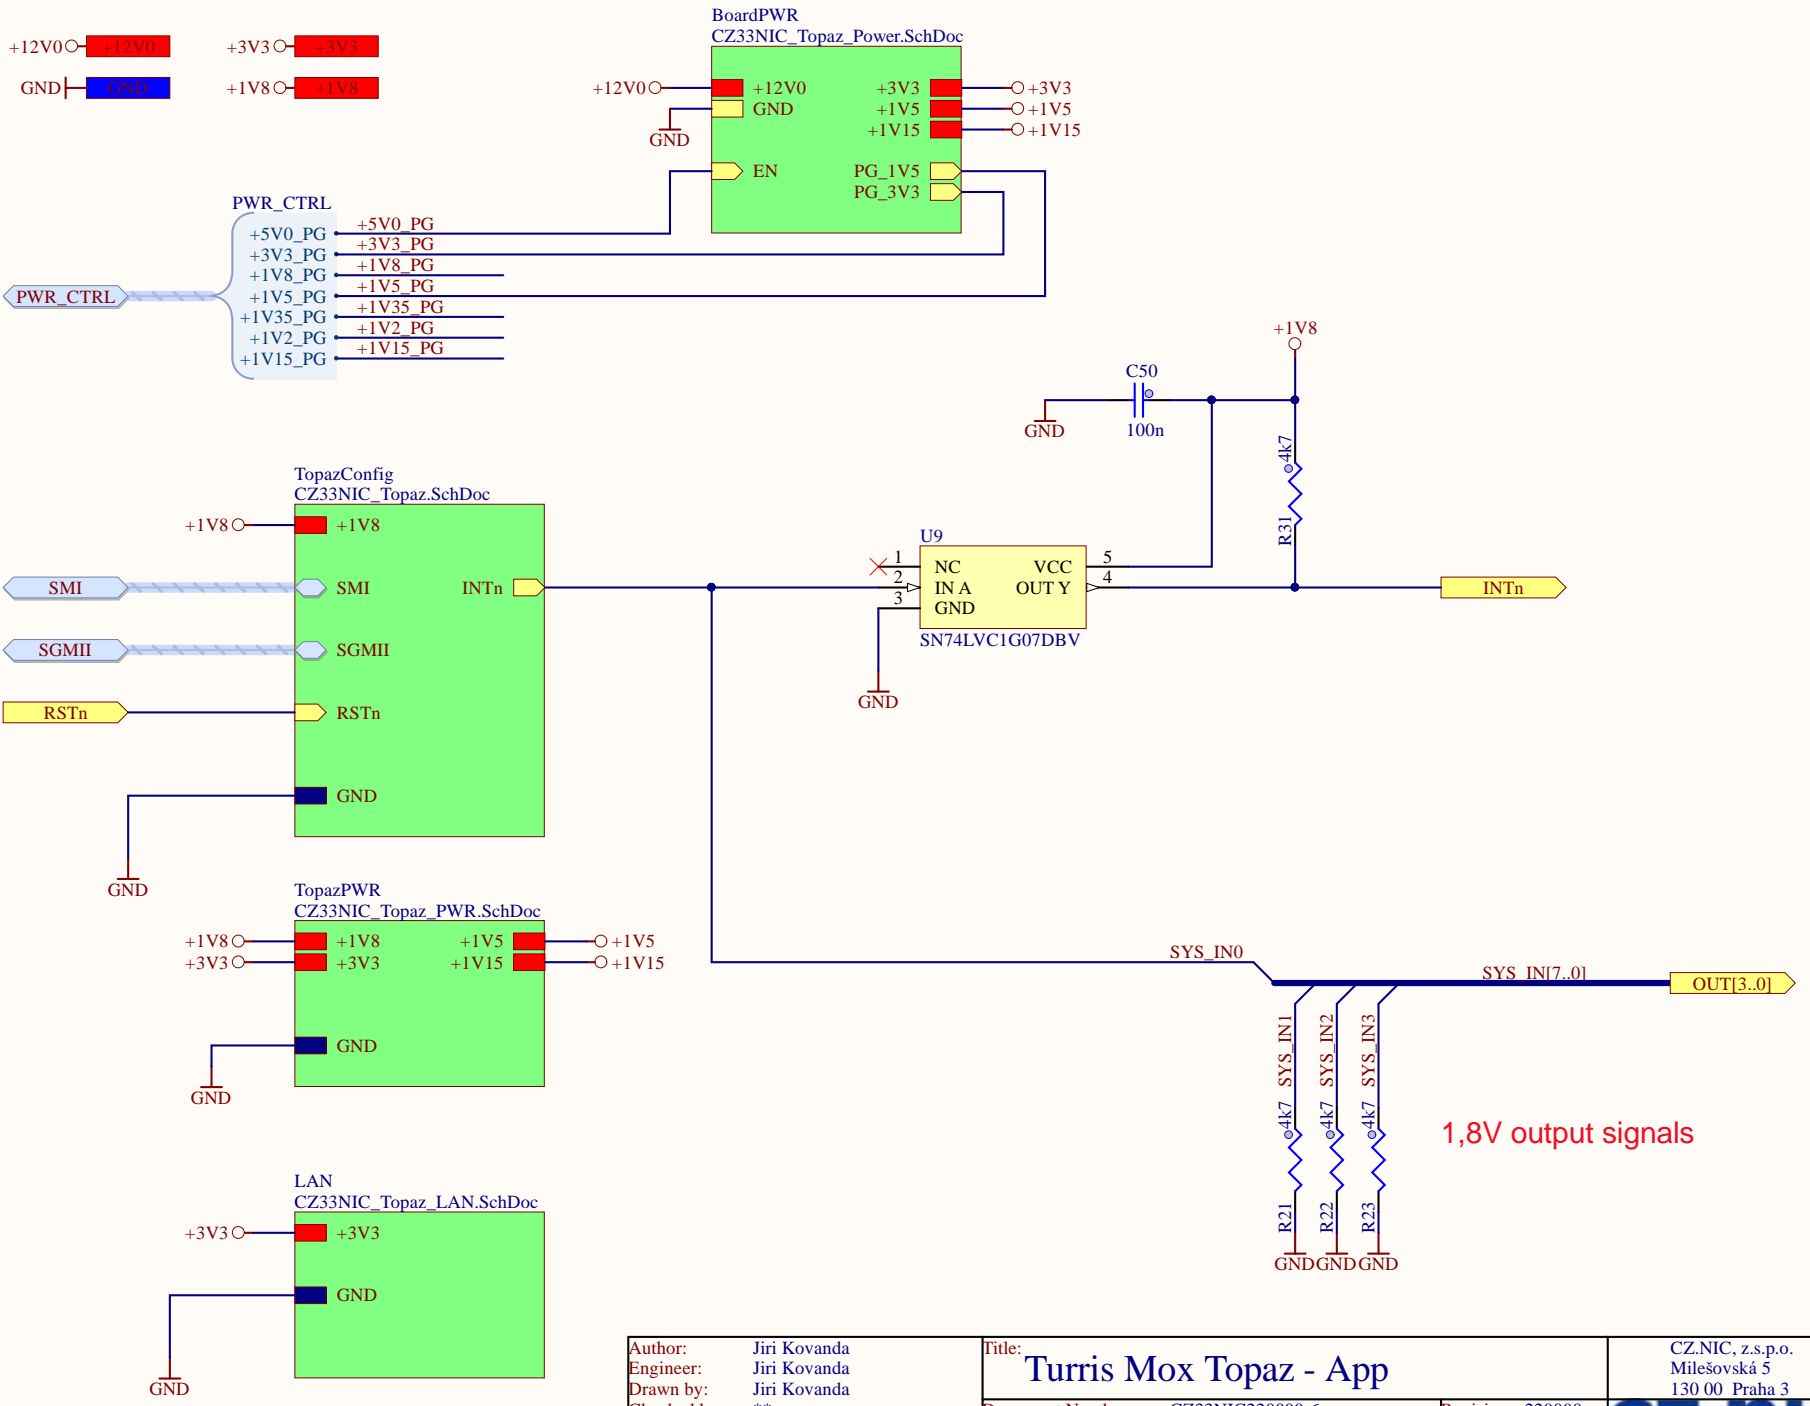 +12V0 +12V0 +3V3 +3V3
GND GND +1V8 +1V8
BoardPWR
CZ33NIC_Topaz_Power.SchDoc
+12V0 +12V0 +3V3 +3V3
GND +1V5 +1V5
+1V15 +1V15
GND
EN PG_1V5
PG_3V3
PWR_CTRL
+5V0_PG +5V0_PG
+3V3_PG +3V3_PG
+1V8_PG +1V8_PG
PWR_CTRL +1V5_PG +1V5_PG
+1V35_PG +1V35_PG
+1V2_PG +1V2_PG
+1V15_PG +1V15_PG
+1V8
C50
100n
GND
4k7
R31
TopazConfig
CZ33NIC_Topaz.SchDoc
+1V8 +1V8
SMI SMI INTn
SGMII SGMII
RSTn RSTn
GND
GND
U9
1 NC VCC 5
2 IN A OUT Y 4
3 GND
SN74LVC1G07DBV
GND
INTn
TopazPWR
CZ33NIC_Topaz_PWR.SchDoc
+1V8 +1V8 +1V5 +1V5
+3V3 +3V3 +1V15 +1V15
GND
GND
SYS_IN0
SYS_IN[7..0]
OUT[3..0]
SYS_IN1 SYS_IN2 SYS_IN3
4k7 4k7 4k7
R21 R22 R23
GND GND GND
1,8V output signals
LAN
CZ33NIC_Topaz_LAN.SchDoc
+3V3 +3V3
GND
GND
Author: Jiri Kovanda
Engineer: Jiri Kovanda
Drawn by: Jiri Kovanda
Title: Turris Mox Topaz - App
CZ.NIC, z.s.p.o.
Milešovská 5
130 00 Praha 3